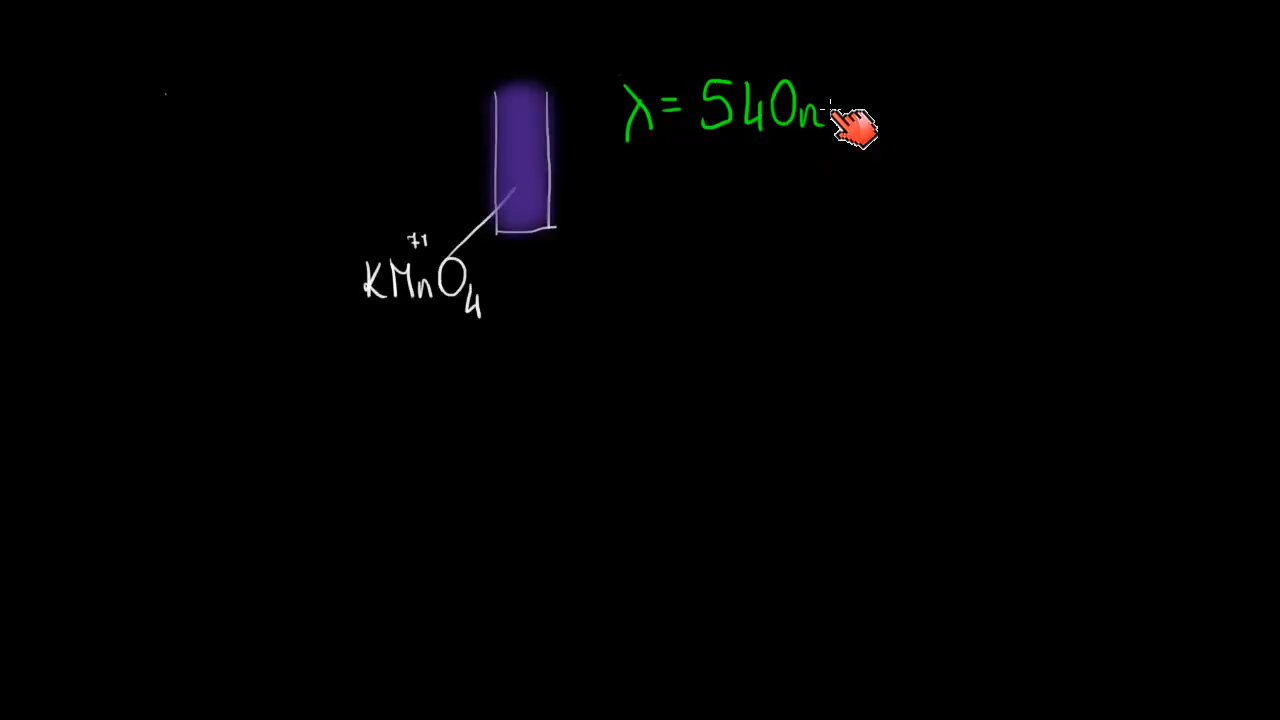 λ = 540n
7+
KMnO4